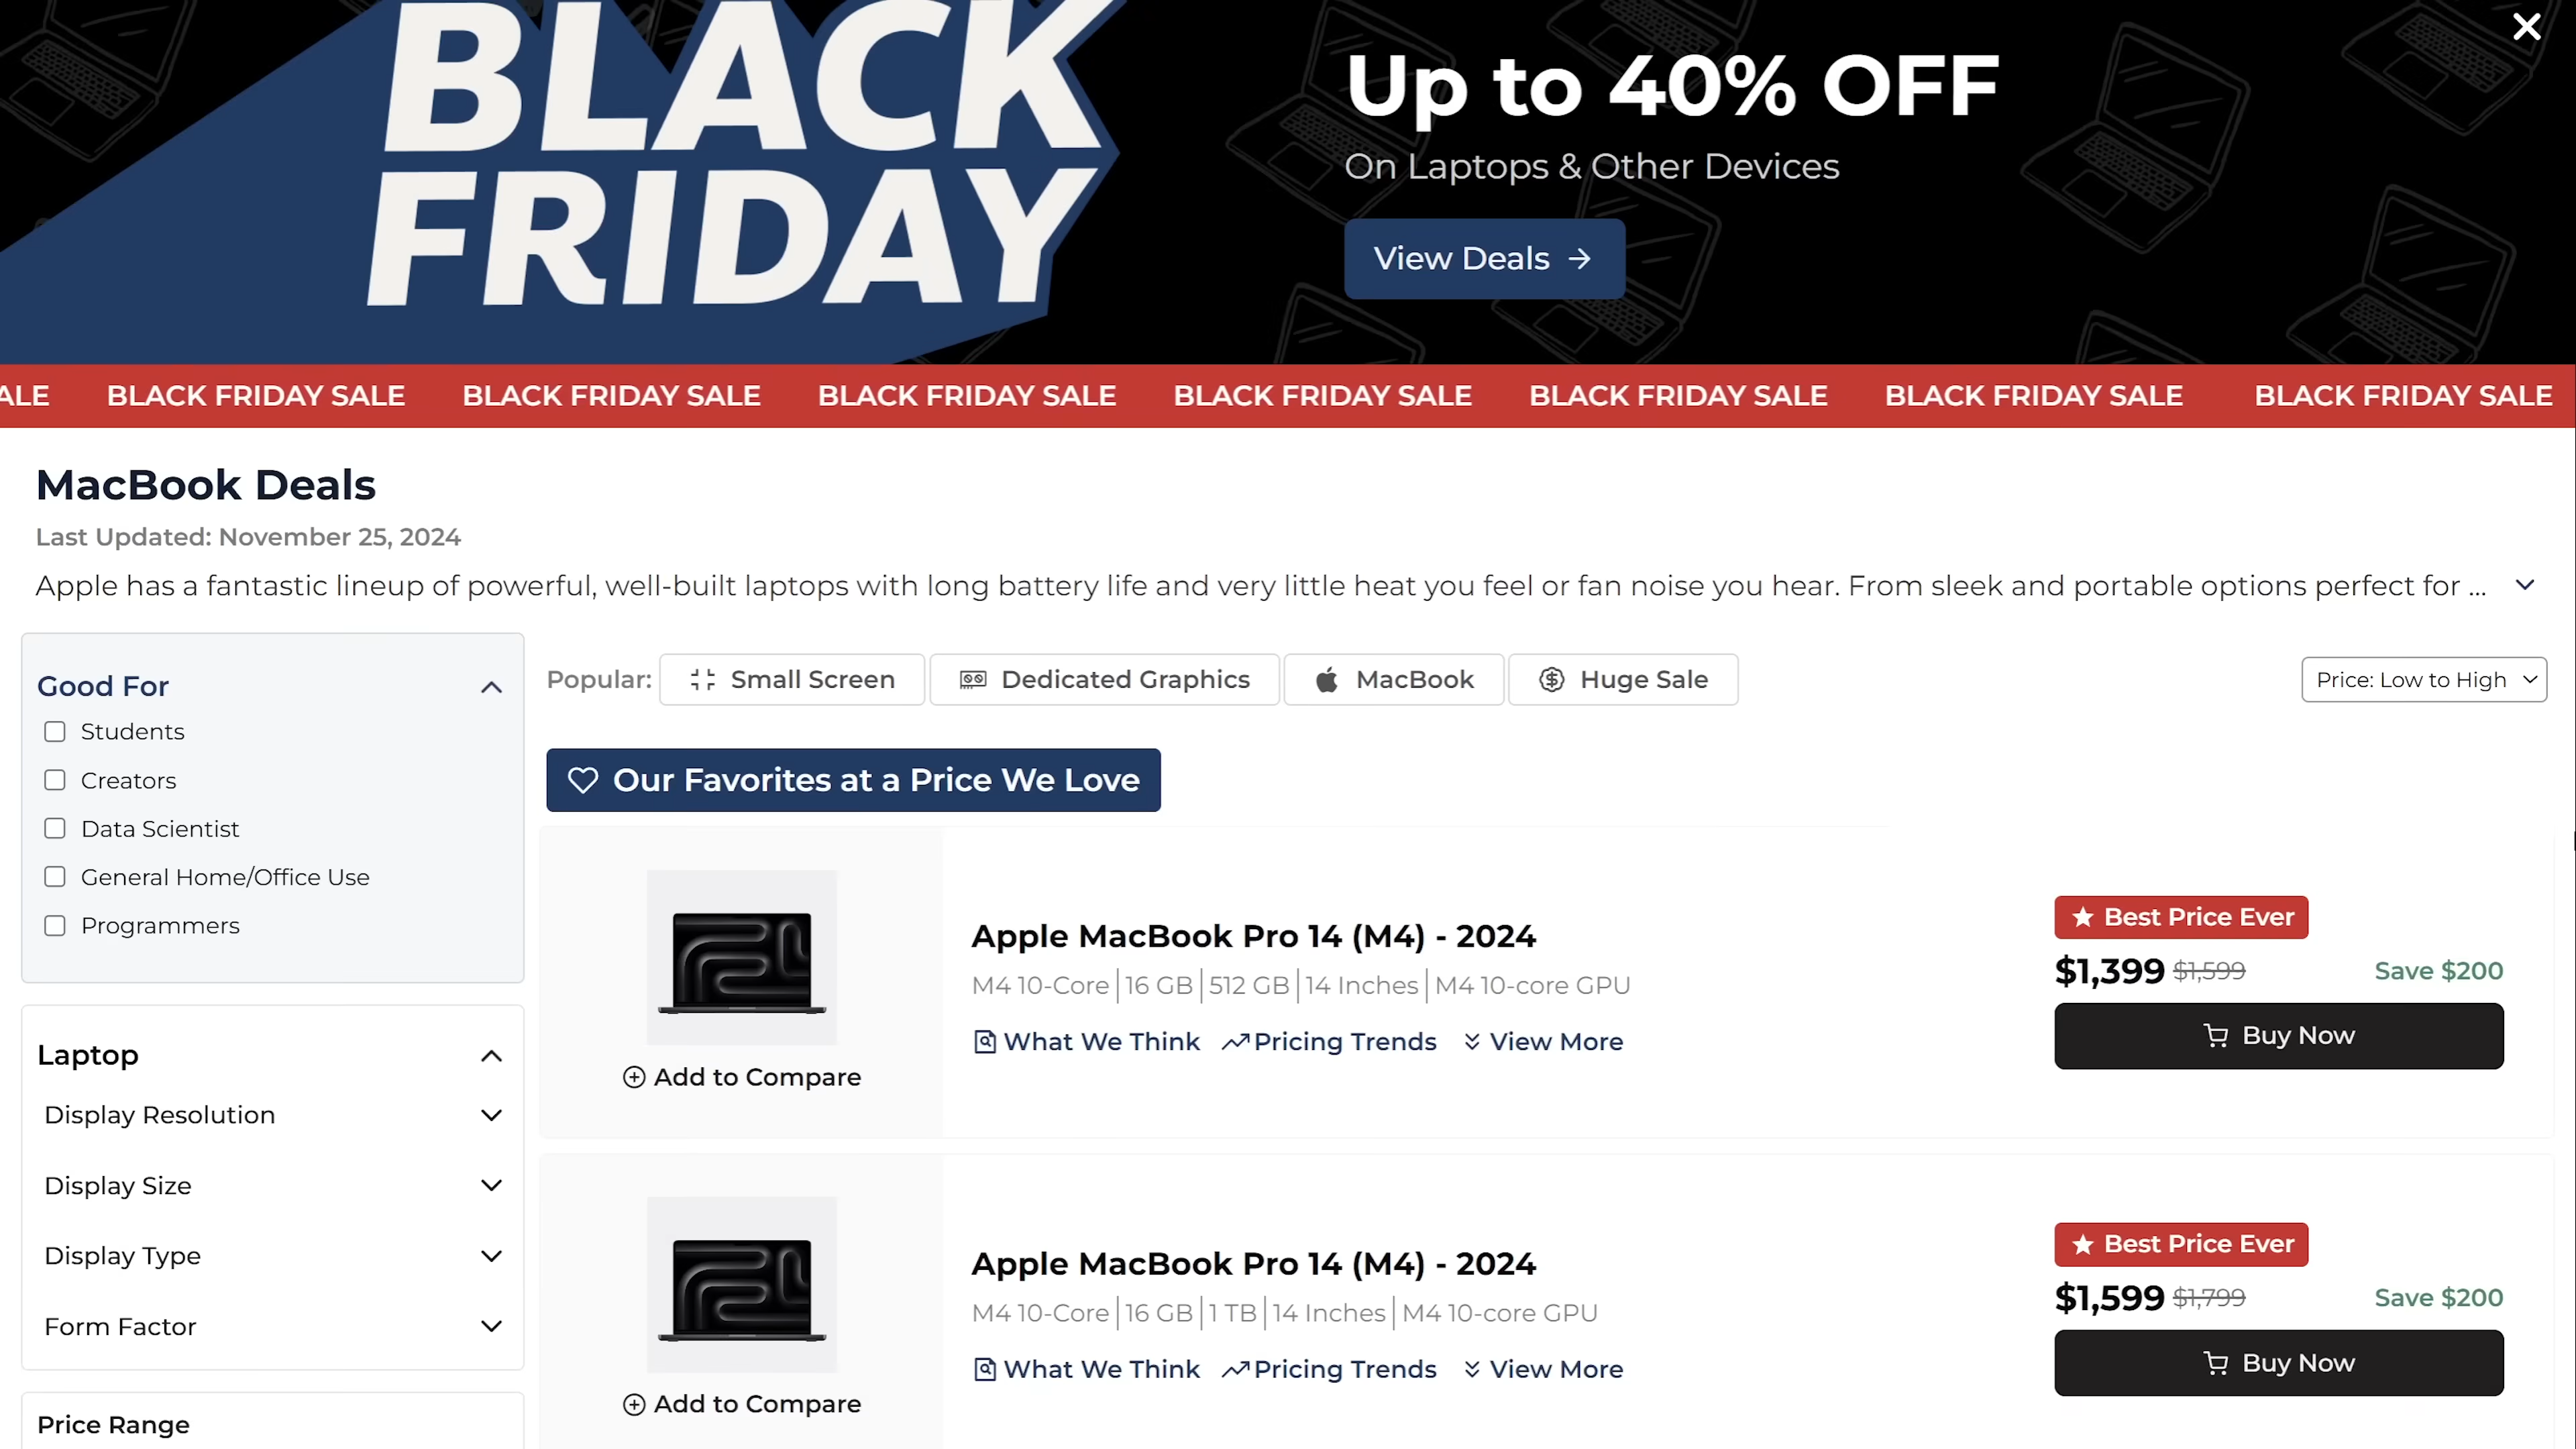 BLACK
FRIDAY
Up to 40% OFF
On Laptops & Other Devices
View Deals
ALE BLACK FRIDAY SALE BLACK FRIDAY SALE BLACK FRIDAY SALE BLACK FRIDAY SALE BLACK FRIDAY SALE BLACK FRIDAY SALE BLACK FRIDAY SALE
MacBook Deals
Last Updated: November 25, 2024
Apple has a fantastic lineup of powerful, well-built laptops with long battery life and very little heat you feel or fan noise you hear. From sleek and portable options perfect for ...
Good For
Students
Creators
Data Scientist
General Home/Office Use
Programmers
Laptop
Display Resolution
Display Size
Display Type
Form Factor
Price Range
Popular: Small Screen Dedicated Graphics MacBook Huge Sale Price: Low to High
Our Favorites at a Price We Love
Add to Compare
Apple MacBook Pro 14 (M4) - 2024
M4 10-Core | 16 GB | 512 GB | 14 Inches | M4 10-core GPU
What We Think Pricing Trends View More
Best Price Ever
$1,399 $1,599 Save $200
Buy Now
Add to Compare
Apple MacBook Pro 14 (M4) - 2024
M4 10-Core | 16 GB | 1 TB | 14 Inches | M4 10-core GPU
What We Think Pricing Trends View More
Best Price Ever
$1,599 $1,799 Save $200
Buy Now